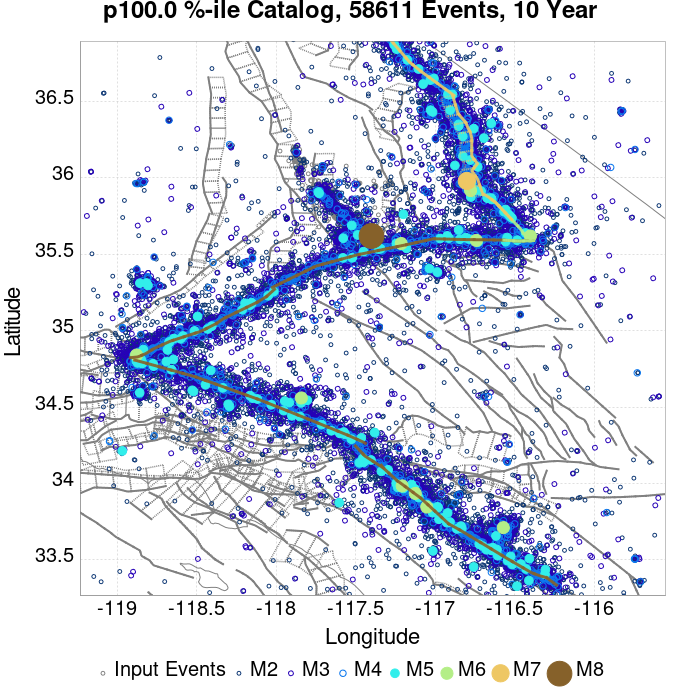 p100.0 %-ile Catalog, 58611 Events, 10 Year
36.5
36
35.5
35
34.5
34
33.5
Latitude
-119
-118.5
-118
-117.5
-117
-116.5
-116
Longitude
Input Events
M2
M3
M4
M5
M6
M7
M8